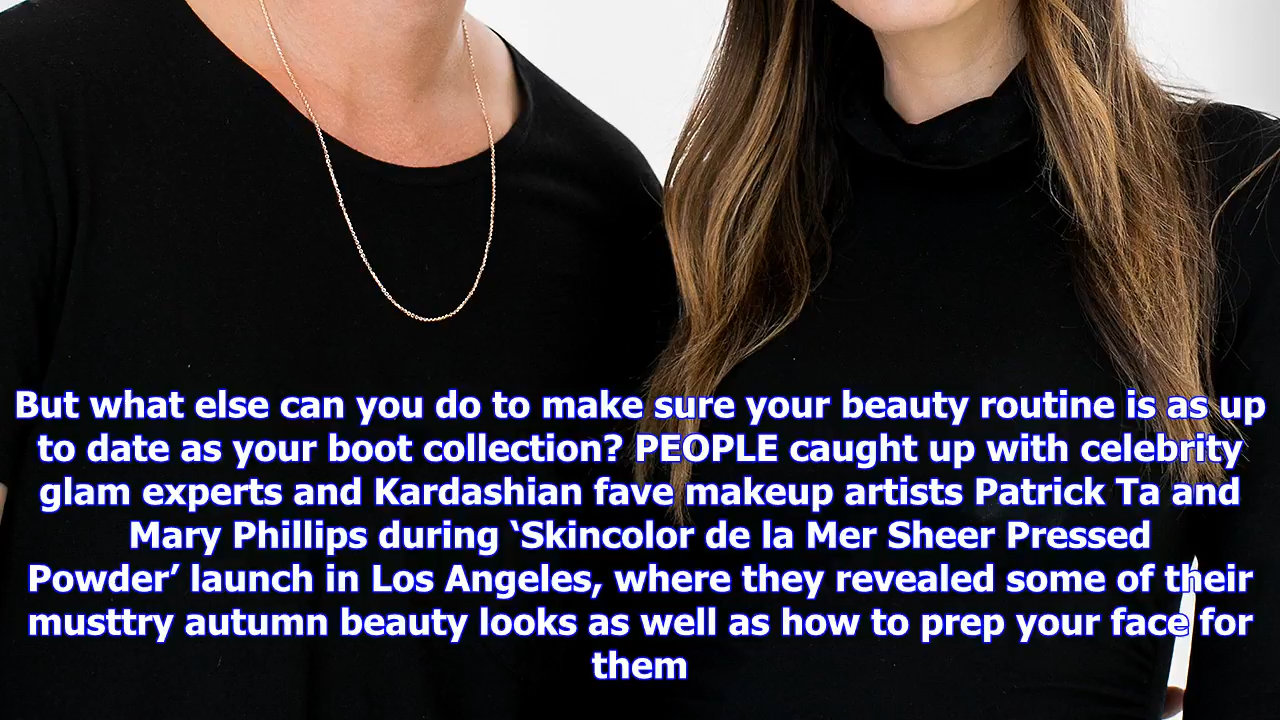 But what else can you do to make sure your beauty routine is as up
to date as your boot collection? PEOPLE caught up with celebrity
glam experts and Kardashian fave makeup artists Patrick Ta and
Mary Phillips during ‘Skincolor de la Mer Sheer Pressed
Powder’ launch in Los Angeles, where they revealed some of their
musttry autumn beauty looks as well as how to prep your face for
them